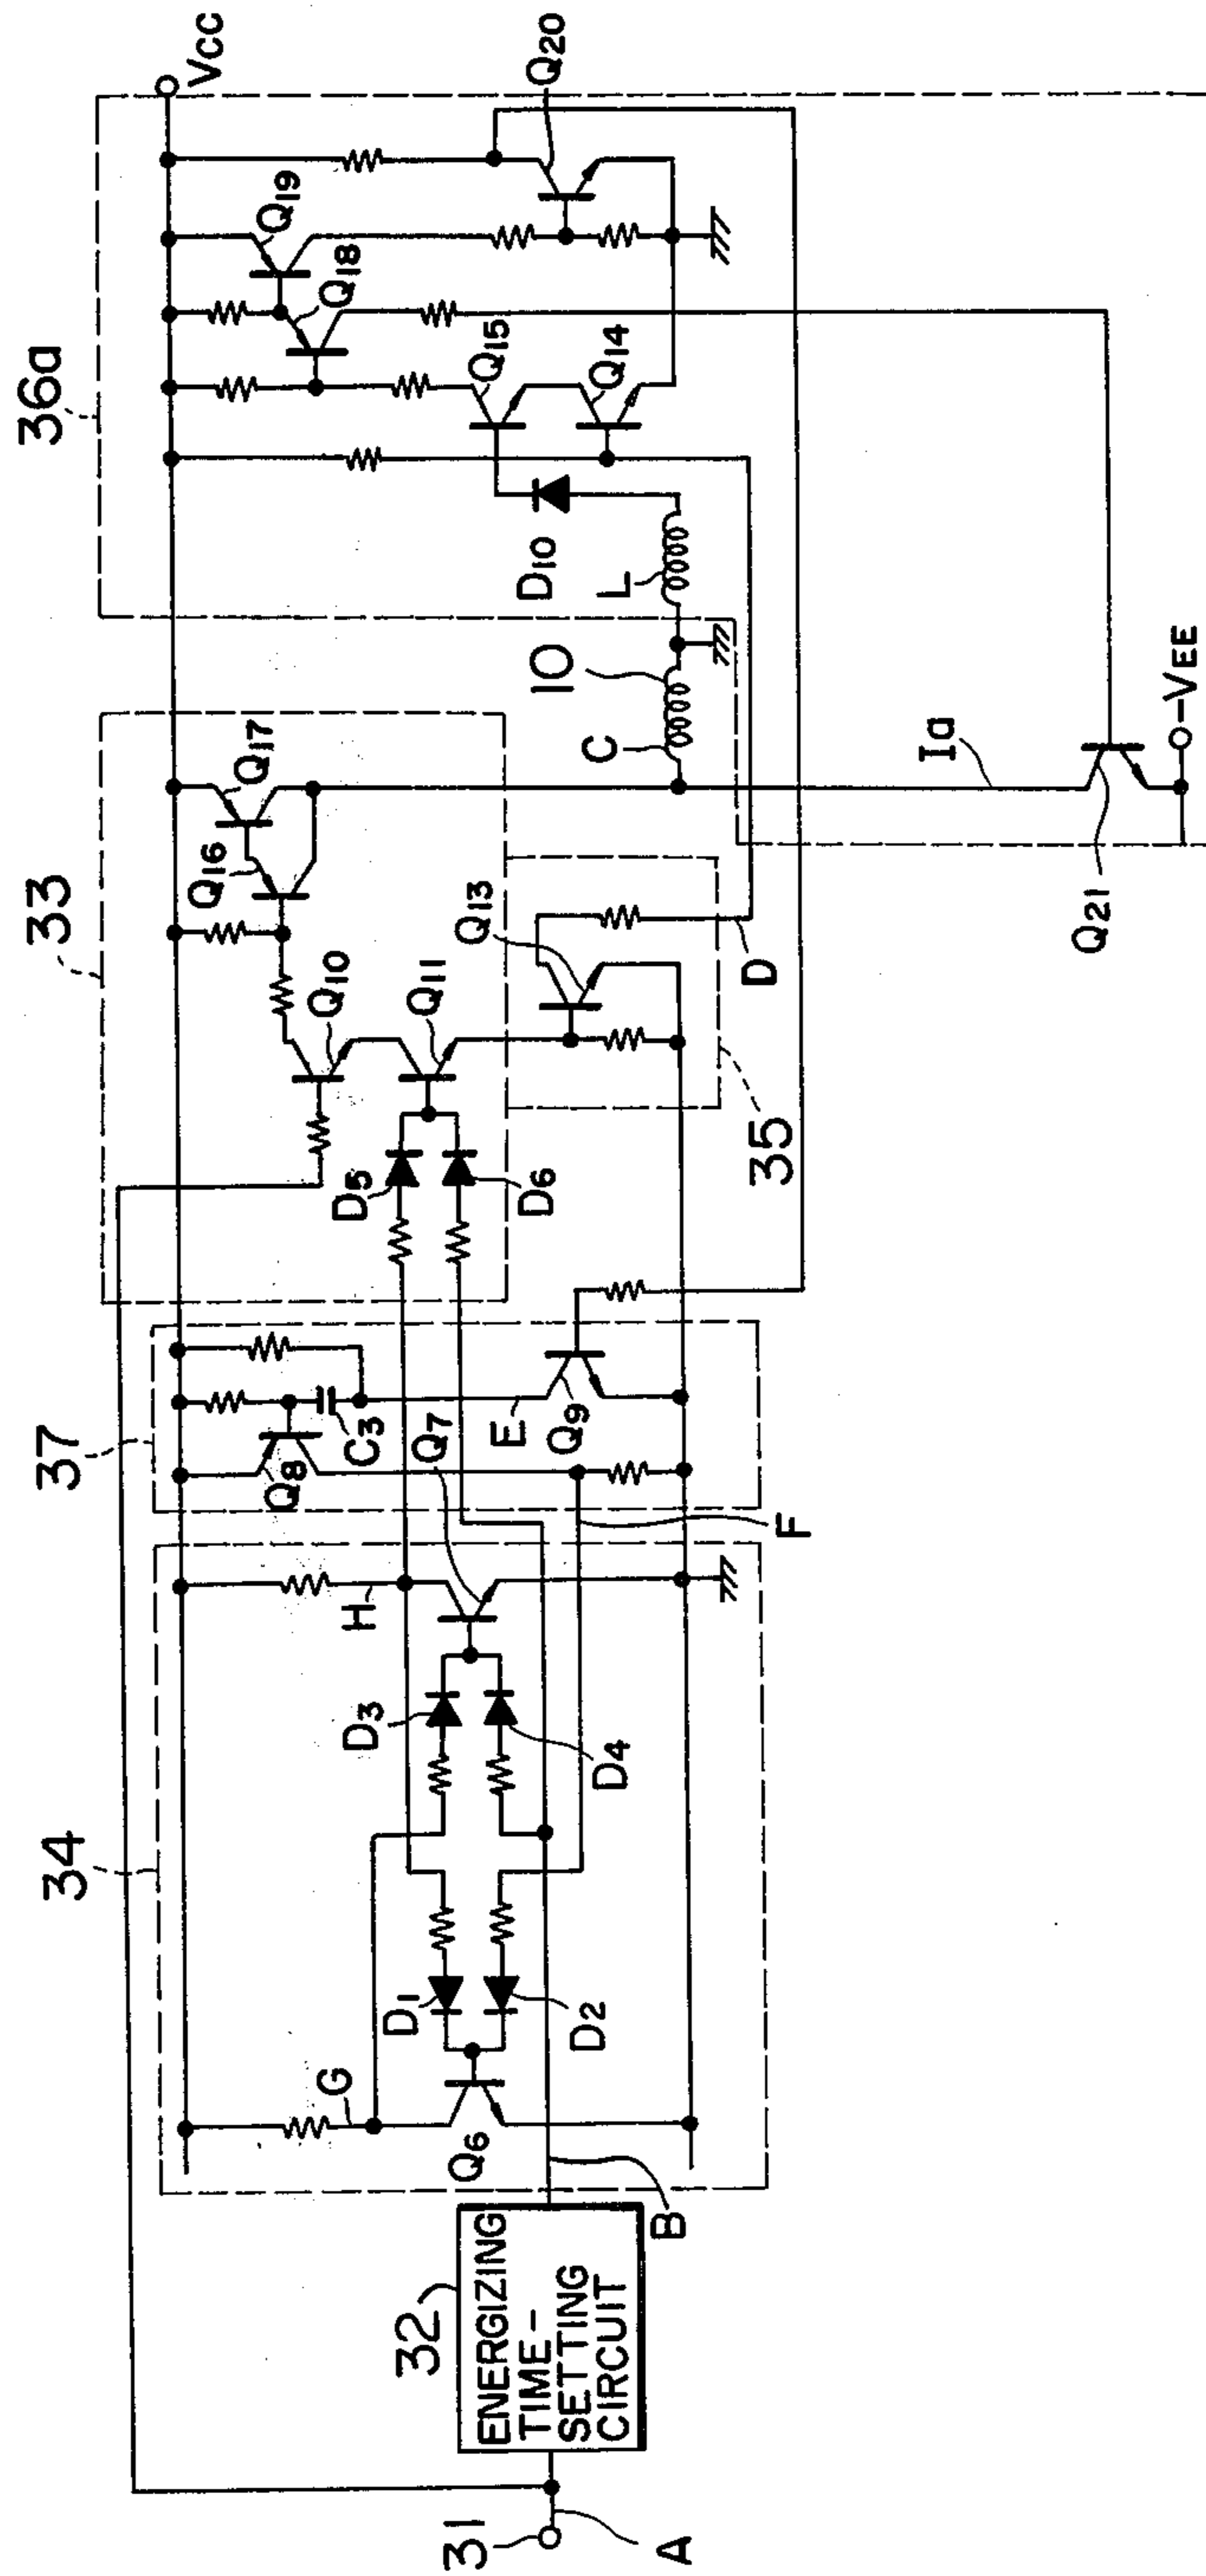 31
A
32
ENERGIZING
TIME-
SETTING
CIRCUIT
B
34
G
Q6
D1
D2
D3
D4
H
Q7
F
37
Q8
C3
E
Q9
33
D5
D6
Q10
Q11
Q16
Q17
35
Q13
D
10
C
L
Ia
Q21
-VEE
36a
D10
Q15
Q14
Q18
Q19
Q20
VCC